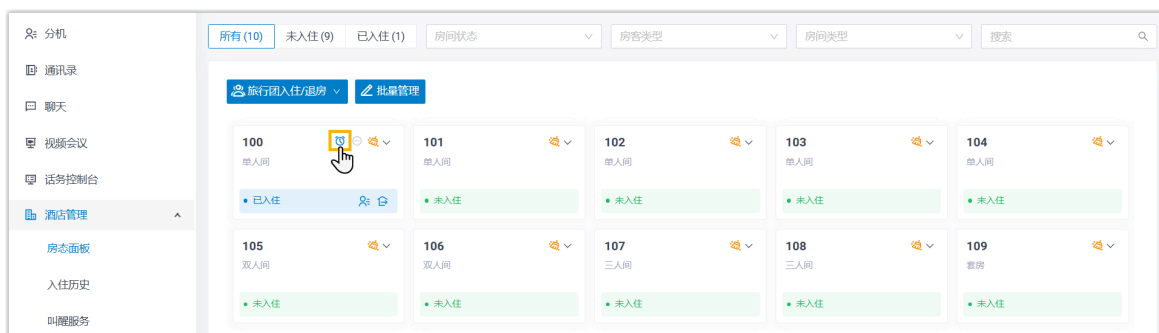 分机
通讯录
聊天
视频会议
话务控制台
酒店管理
房态面板
入住历史
叫醒服务
所有 (10) 未入住 (9) 已入住 (1) 房间状态 房客类型 房间类型 搜索
旅行团入住/退房 批量管理
100 101 102 103 104
单人间 单人间 单人间 单人间 单人间
已入住 未入住 未入住 未入住 未入住
105 106 107 108 109
双人间 双人间 三人间 三人间 套房
未入住 未入住 未入住 未入住 未入住